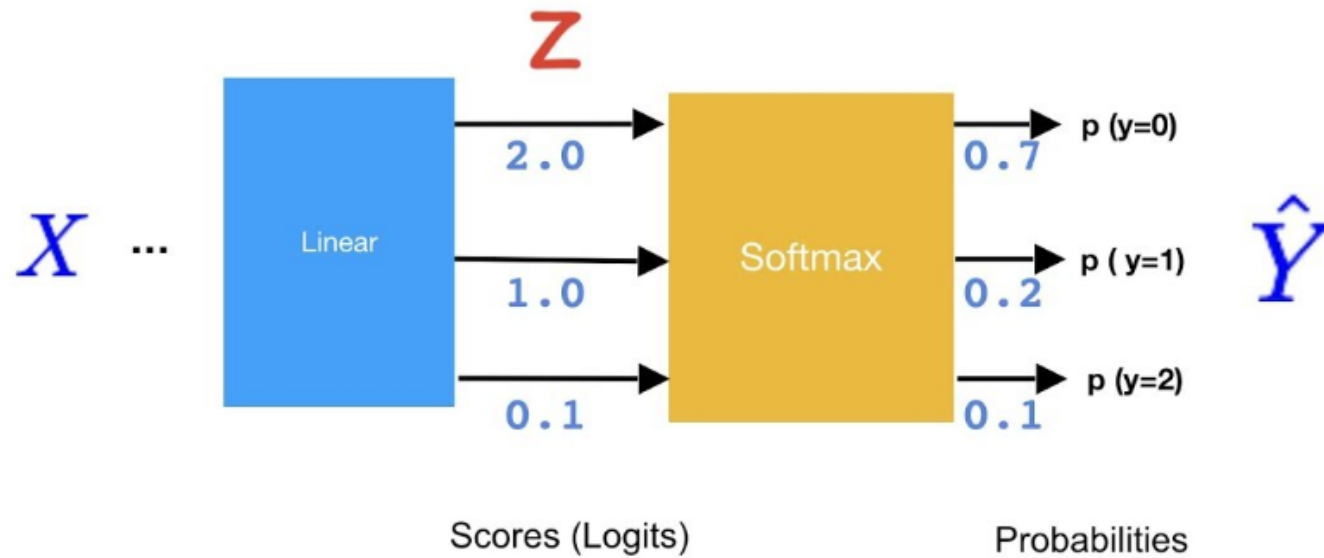 Z
2.0
0.7
p (y=0)
X
...
Linear
1.0
Softmax
0.2
p ( y=1)
Ŷ
0.1
0.1
p (y=2)
Scores (Logits)
Probabilities